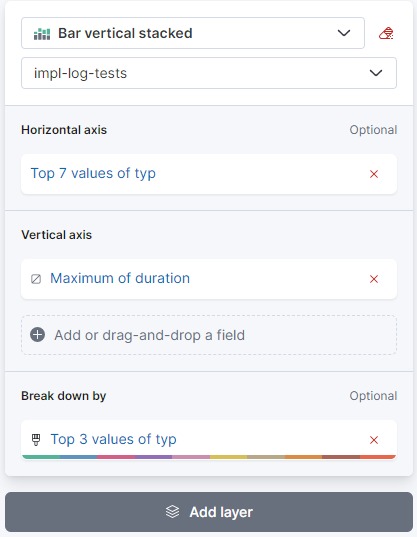 Bar vertical stacked
impl-log-tests
Horizontal axis Optional
Top 7 values of typ
Vertical axis
Maximum of duration
Add or drag-and-drop a field
Break down by Optional
Top 3 values of typ
Add layer